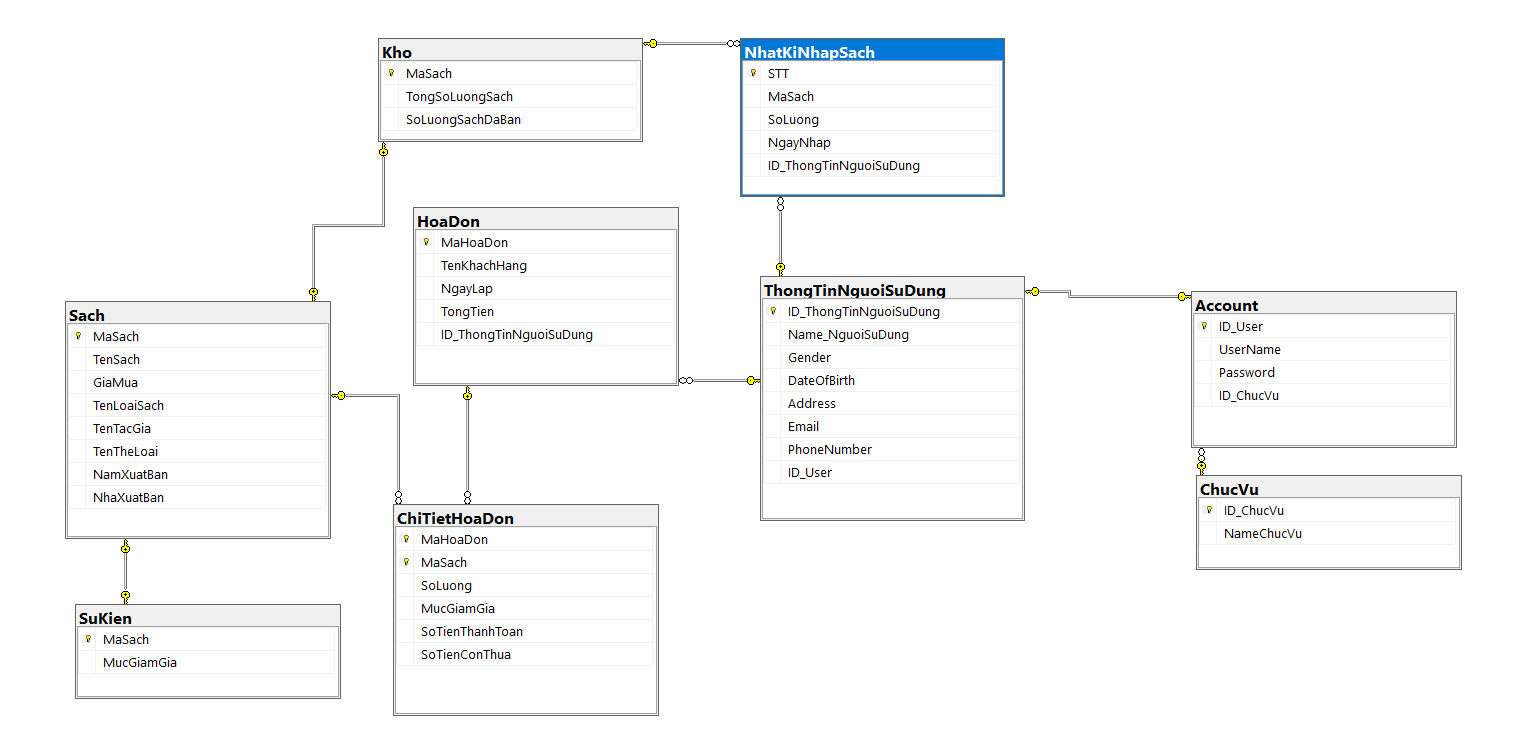 Kho
MaSach
TongSoLuongSach
SoLuongSachDaBan
NhatKiNhapSach
STT
MaSach
SoLuong
NgayNhap
ID_ThongTinNguoiSuDung
HoaDon
MaHoaDon
TenKhachHang
NgayLap
TongTien
ID_ThongTinNguoiSuDung
ThongTinNguoiSuDung
ID_ThongTinNguoiSuDung
Name_NguoiSuDung
Gender
DateOfBirth
Address
Email
PhoneNumber
ID_User
Account
ID_User
UserName
Password
ID_ChucVu
Sach
MaSach
TenSach
GiaMua
TenLoaiSach
TenTacGia
TenTheLoai
NamXuatBan
NhaXuatBan
ChucVu
ID_ChucVu
NameChucVu
ChiTietHoaDon
MaHoaDon
MaSach
SoLuong
MucGiamGia
SoTienThanhToan
SoTienConThua
SuKien
MaSach
MucGiamGia